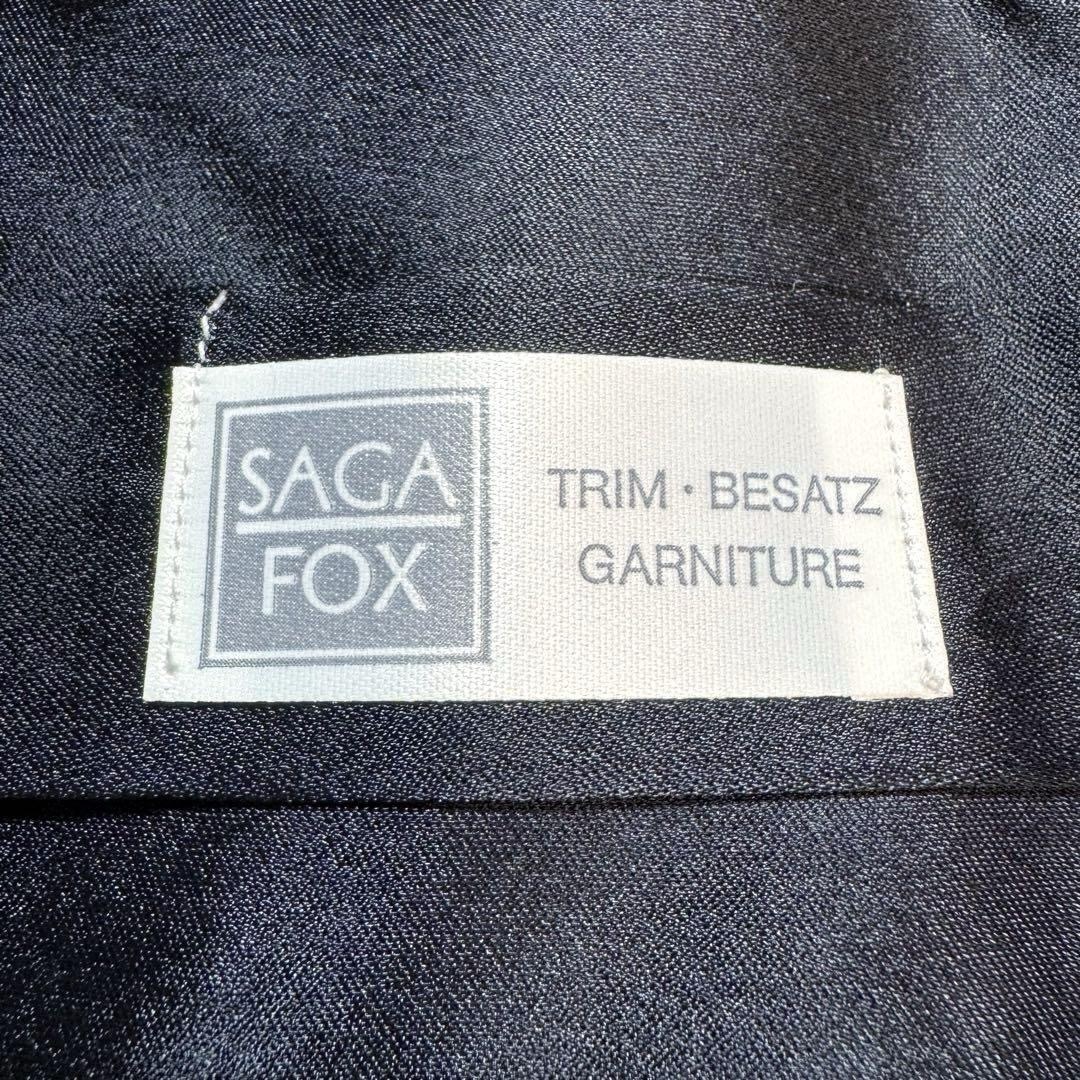 SAGA
FOX
TRIM · BESATZ
GARNITURE